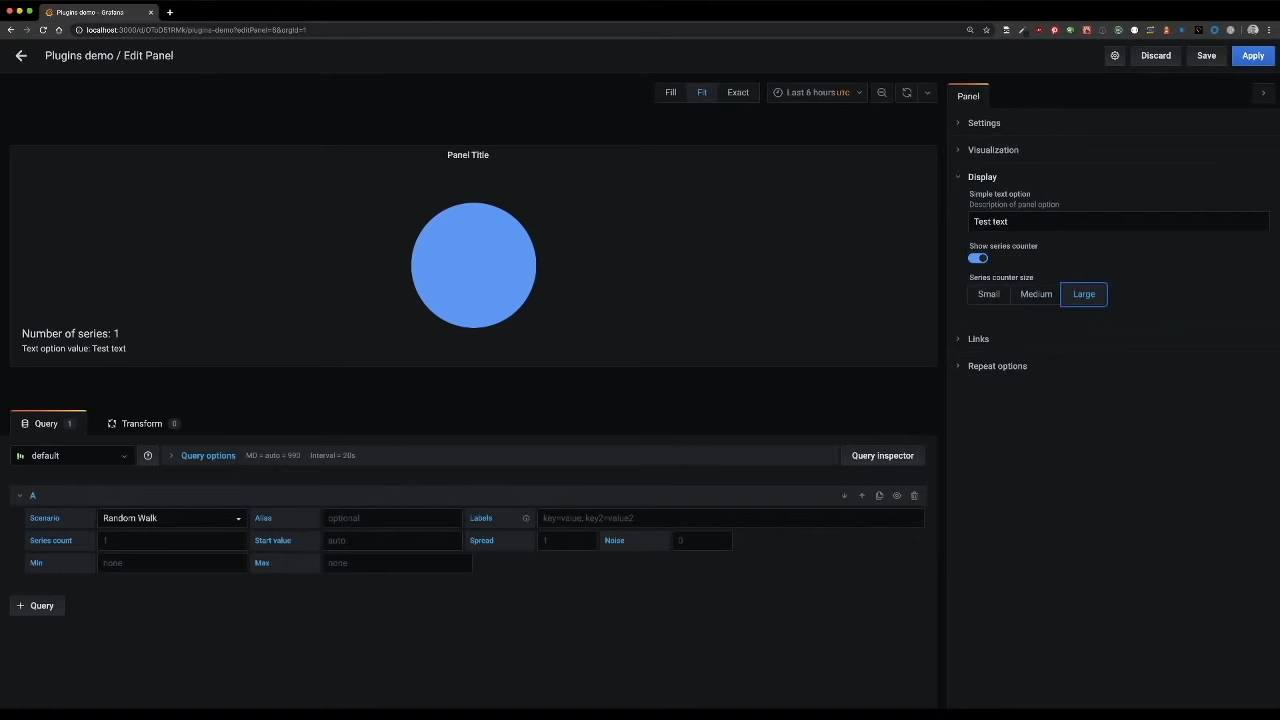 Plugins demo - Grafana
localhost:3000/d/OToD51RMk/plugins-demo?editPanel=6&orgId=1
Plugins demo / Edit Panel
Discard
Save
Apply
Fill
Fit
Exact
Last 6 hours UTC
Panel
Settings
Visualization
Display
Simple text option
Description of panel option
Test text
Show series counter
Series counter size
Small
Medium
Large
Links
Repeat options
Panel Title
Number of series: 1
Text option value: Test text
Query 1
Transform 0
default
Query options
MD = auto = 990
Interval = 20s
Query inspector
A
Scenario
Random Walk
Alias
optional
Labels
key=value, key2=value2
Series count
1
Start value
auto
Spread
1
Noise
0
Min
none
Max
none
+ Query